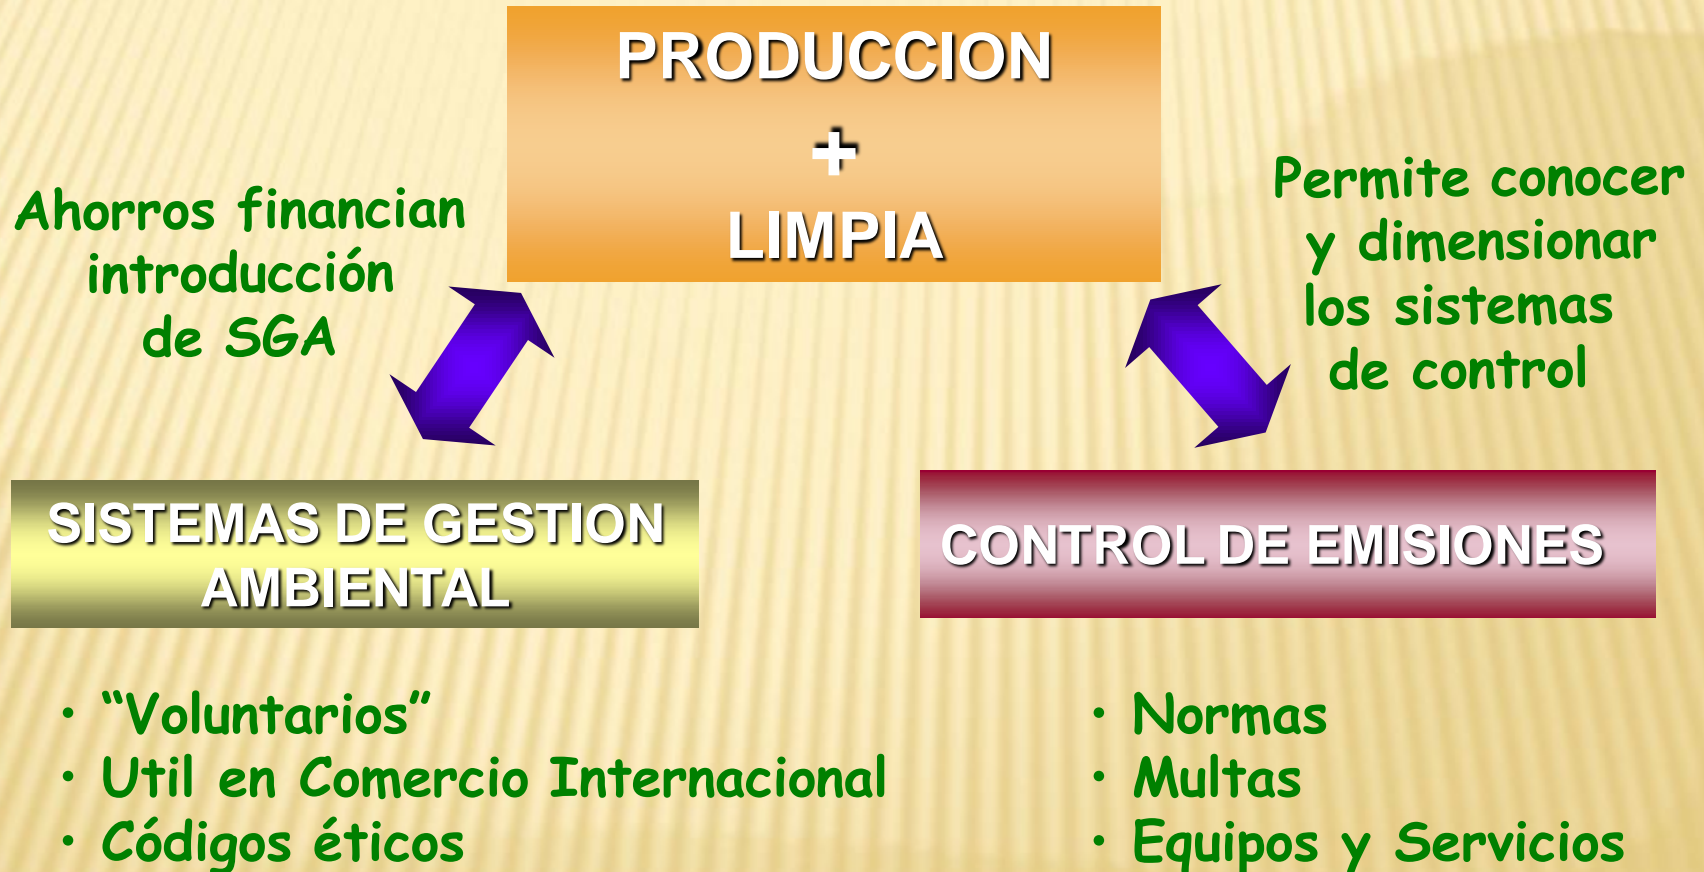 PRODUCCION
+
LIMPIA
Ahorros financian
introducción
de SGA
Permite conocer
y dimensionar
los sistemas
de control
SISTEMAS DE GESTION
AMBIENTAL
CONTROL DE EMISIONES
• “Voluntarios”
• Util en Comercio Internacional
• Códigos éticos
• Normas
• Multas
• Equipos y Servicios